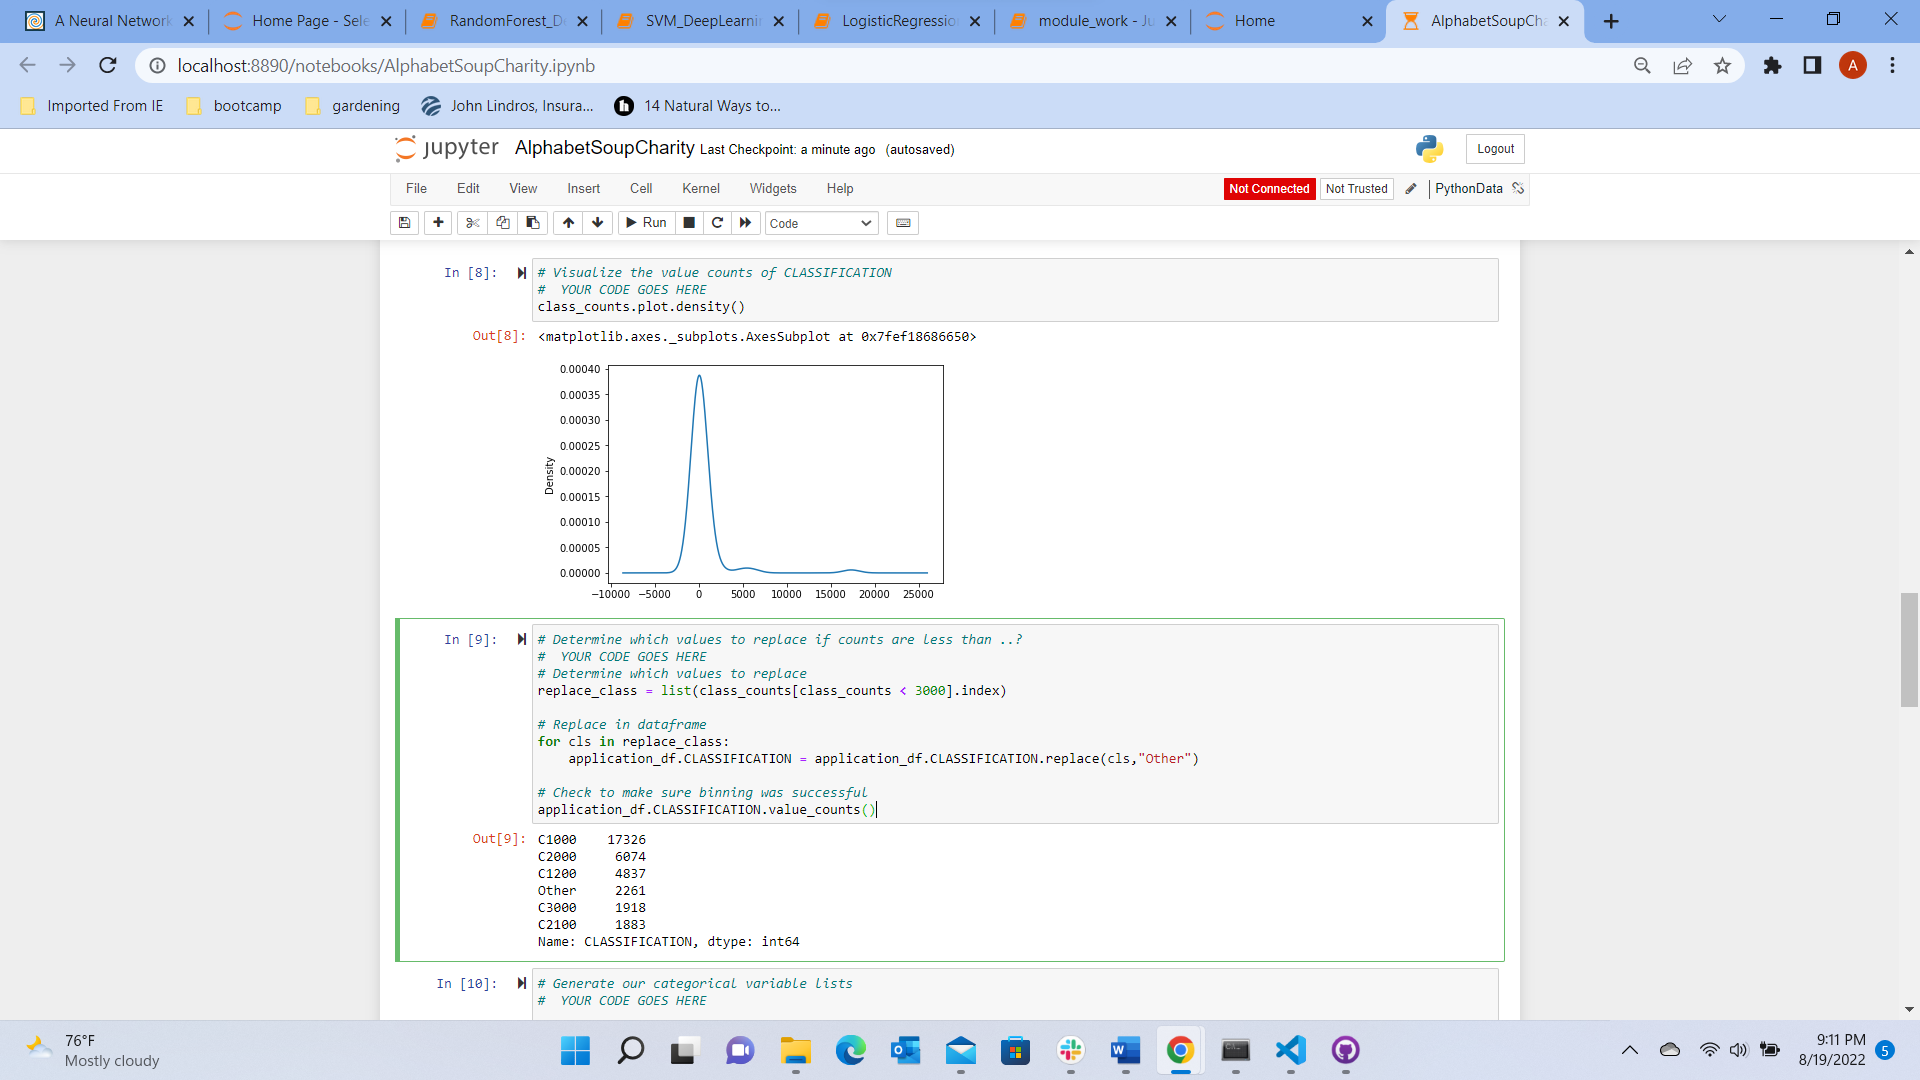 A Neural Network
Home Page - Sele
RandomForest_De
SVM_DeepLearnin
LogisticRegressio
module_work - Ju
Home
AlphabetSoupCha
localhost:8890/notebooks/AlphabetSoupCharity.ipynb
A
Imported From IE
bootcamp
gardening
John Lindros, Insura...
14 Natural Ways to...
jupyter AlphabetSoupCharity Last Checkpoint: a minute ago (autosaved)
Logout
File Edit View Insert Cell Kernel Widgets Help
Not Connected Not Trusted PythonData
Run Code
In [8]: # Visualize the value counts of CLASSIFICATION
# YOUR CODE GOES HERE
class_counts.plot.density()
Out[8]: <matplotlib.axes._subplots.AxesSubplot at 0x7fef18686650>
0.00040
0.00035
0.00030
0.00025
0.00020
0.00015
0.00010
0.00005
0.00000
Density
−10000 −5000 0 5000 10000 15000 20000 25000
In [9]: # Determine which values to replace if counts are less than ..?
# YOUR CODE GOES HERE
# Determine which values to replace
replace_class = list(class_counts[class_counts < 3000].index)
# Replace in dataframe
for cls in replace_class:
    application_df.CLASSIFICATION = application_df.CLASSIFICATION.replace(cls,"Other")
# Check to make sure binning was successful
application_df.CLASSIFICATION.value_counts()
Out[9]: C1000 17326
C2000 6074
C1200 4837
Other 2261
C3000 1918
C2100 1883
Name: CLASSIFICATION, dtype: int64
In [10]: # Generate our categorical variable lists
# YOUR CODE GOES HERE
76°F
Mostly cloudy
9:11 PM
8/19/2022
5